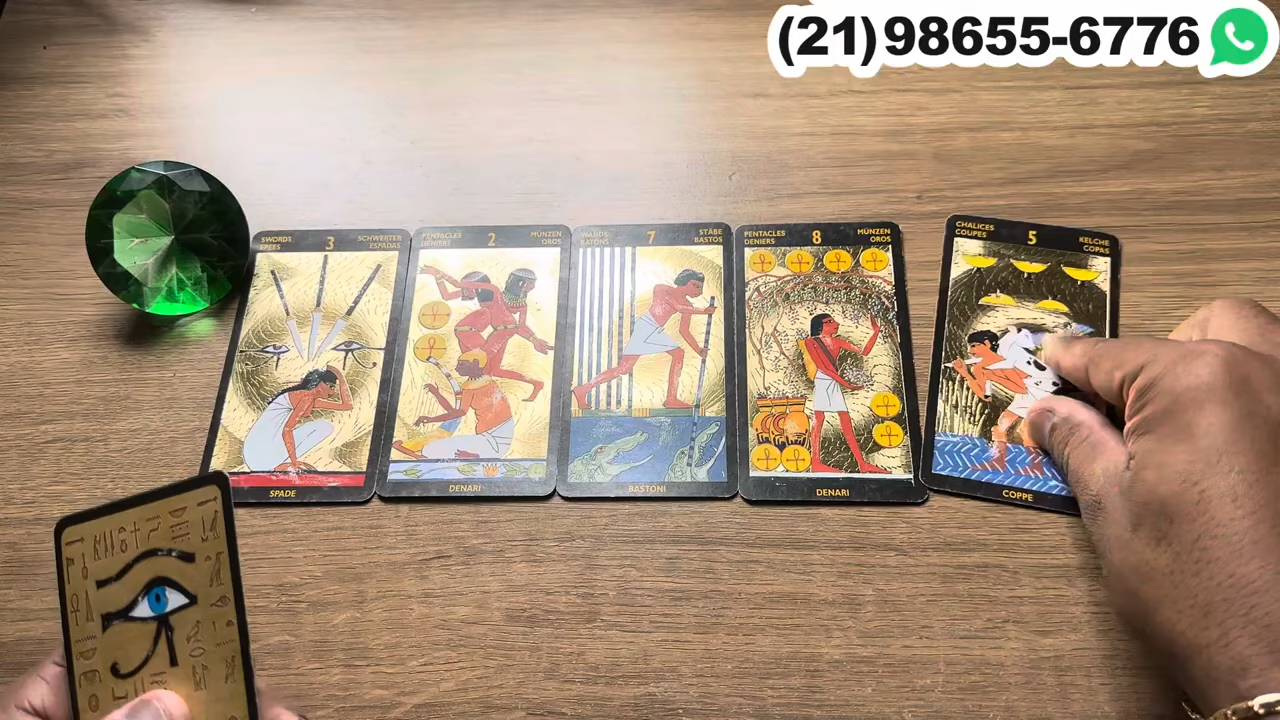 (21)98655-6776
SWORDS
EPEES
3
SCHWERTER
ESPADAS
SPADE
PENTACLES
DENIERS
2
MÜNZEN
OROS
DENARI
WANDS
BATONS
7
STÄBE
BASTOS
BASTONI
PENTACLES
DENIERS
8
MÜNZEN
OROS
DENARI
CHALICES
COUPES
5
KELCHE
COPAS
COPPE